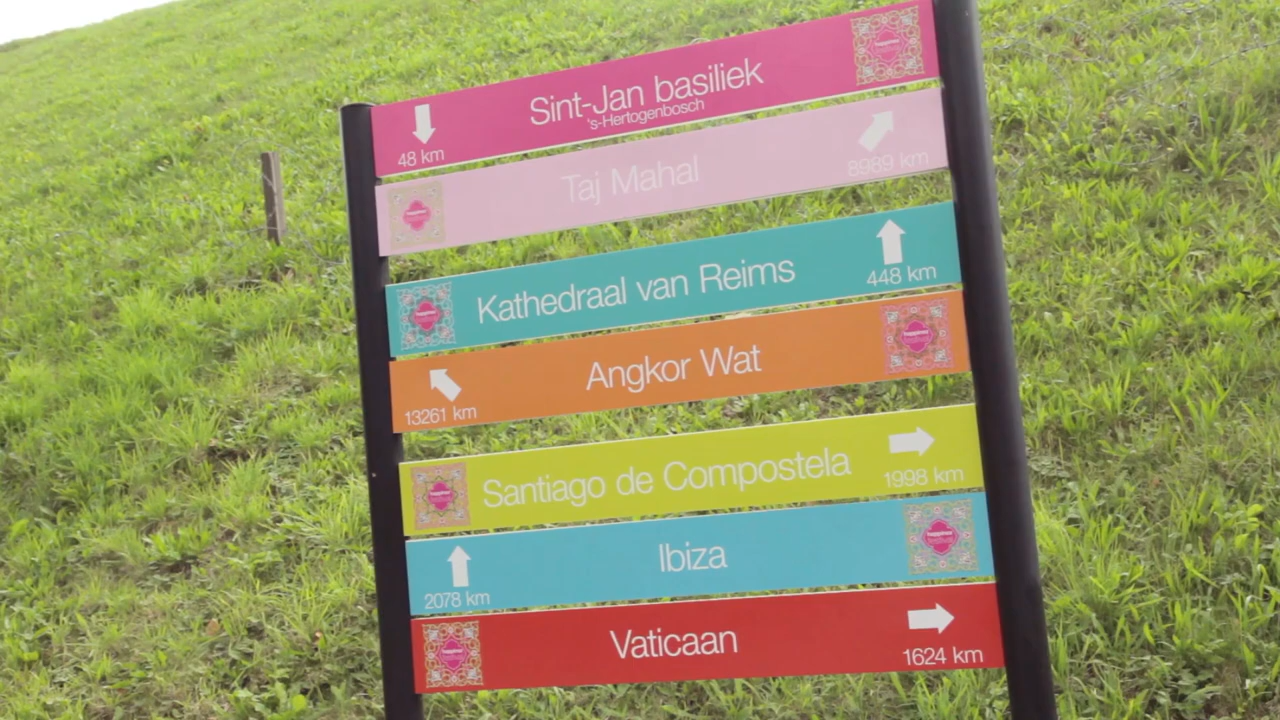 Sint-Jan basiliek
's-Hertogenbosch
48 km
Taj Mahal
8989 km
Kathedraal van Reims
448 km
Angkor Wat
13261 km
Santiago de Compostela
1998 km
Ibiza
2078 km
Vaticaan
1624 km